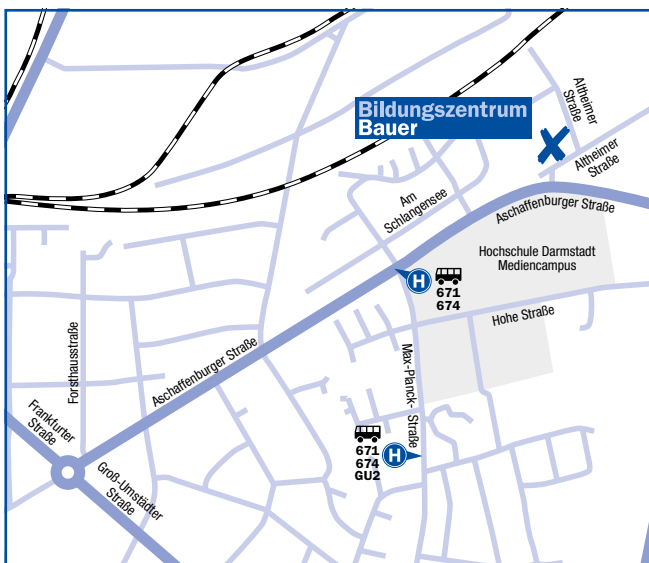 Bildungszentrum
Bauer
Altheimer
Straße
Altheimer
Straße
Am
Schlangensee
Aschaffenburger Straße
Hochschule Darmstadt
Mediencampus
H
671
674
Hohe Straße
Forsthausstraße
Aschaffenburger Straße
Max-Planck-Straße
Frankfurter
Straße
Groß-Umstädter
Straße
H
671
674
GU2